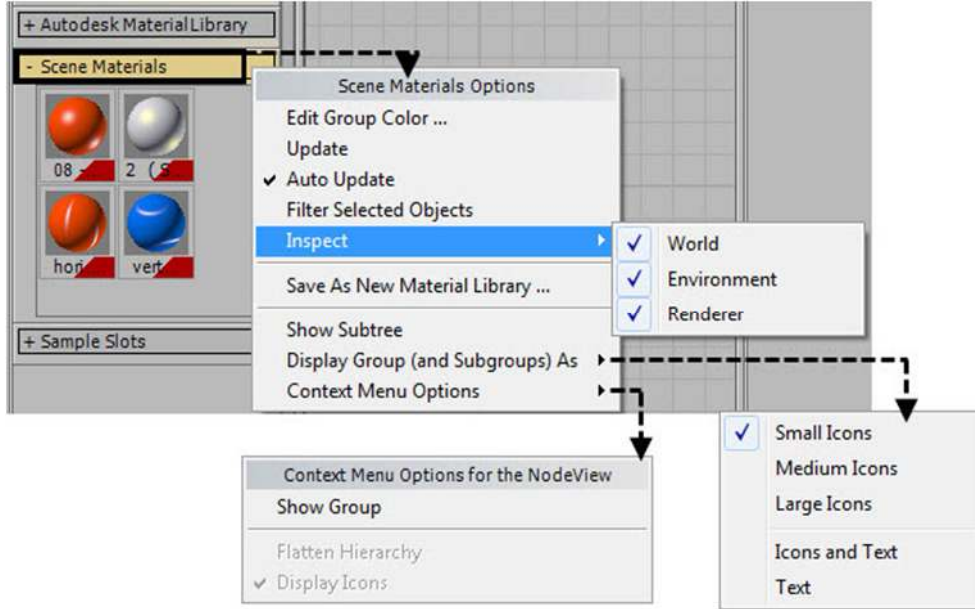 + Autodesk Material Library
- Scene Materials
08 -
2 ( S...
hori
vert
+ Sample Slots
Scene Materials Options
Edit Group Color ...
Update
Auto Update
Filter Selected Objects
Inspect
Save As New Material Library ...
Show Subtree
Display Group (and Subgroups) As
Context Menu Options
World
Environment
Renderer
Small Icons
Medium Icons
Large Icons
Icons and Text
Text
Context Menu Options for the NodeView
Show Group
Flatten Hierarchy
Display Icons